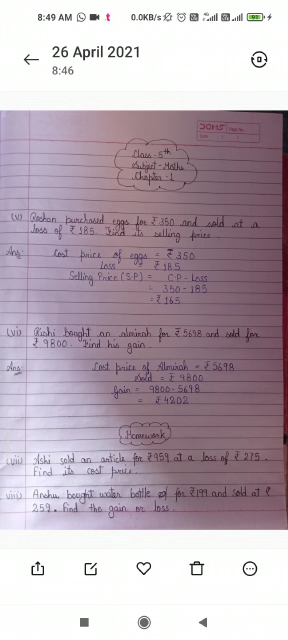 8:49 AM
0.0KB/s
26 April 2021
8:46
DOMS
Class - 5th
Subject - Maths
Chapter - 1
(v) Roshan purchased eggs for ₹ 350 and sold at a
loss of ₹ 185. Find its selling price.
Ans: Cost price of eggs = ₹ 350
Loss = ₹ 185
Selling Price (S.P) = C.P - Loss
= 350 - 185
= ₹ 165
(vi) Rishi bought an almirah for ₹ 5698 and sold for
₹ 9800. Find his gain.
Ans: Cost price of Almirah = ₹ 5698
Sold = ₹ 9800
Gain = 9800 - 5698
= ₹ 4202
Homework
(vii) Ashi sold an article for ₹ 959 at a loss of ₹ 275.
Find its cost price.
viii) Anshu bought water bottle for ₹ 199 and sold at ₹
259. Find the gain or loss.